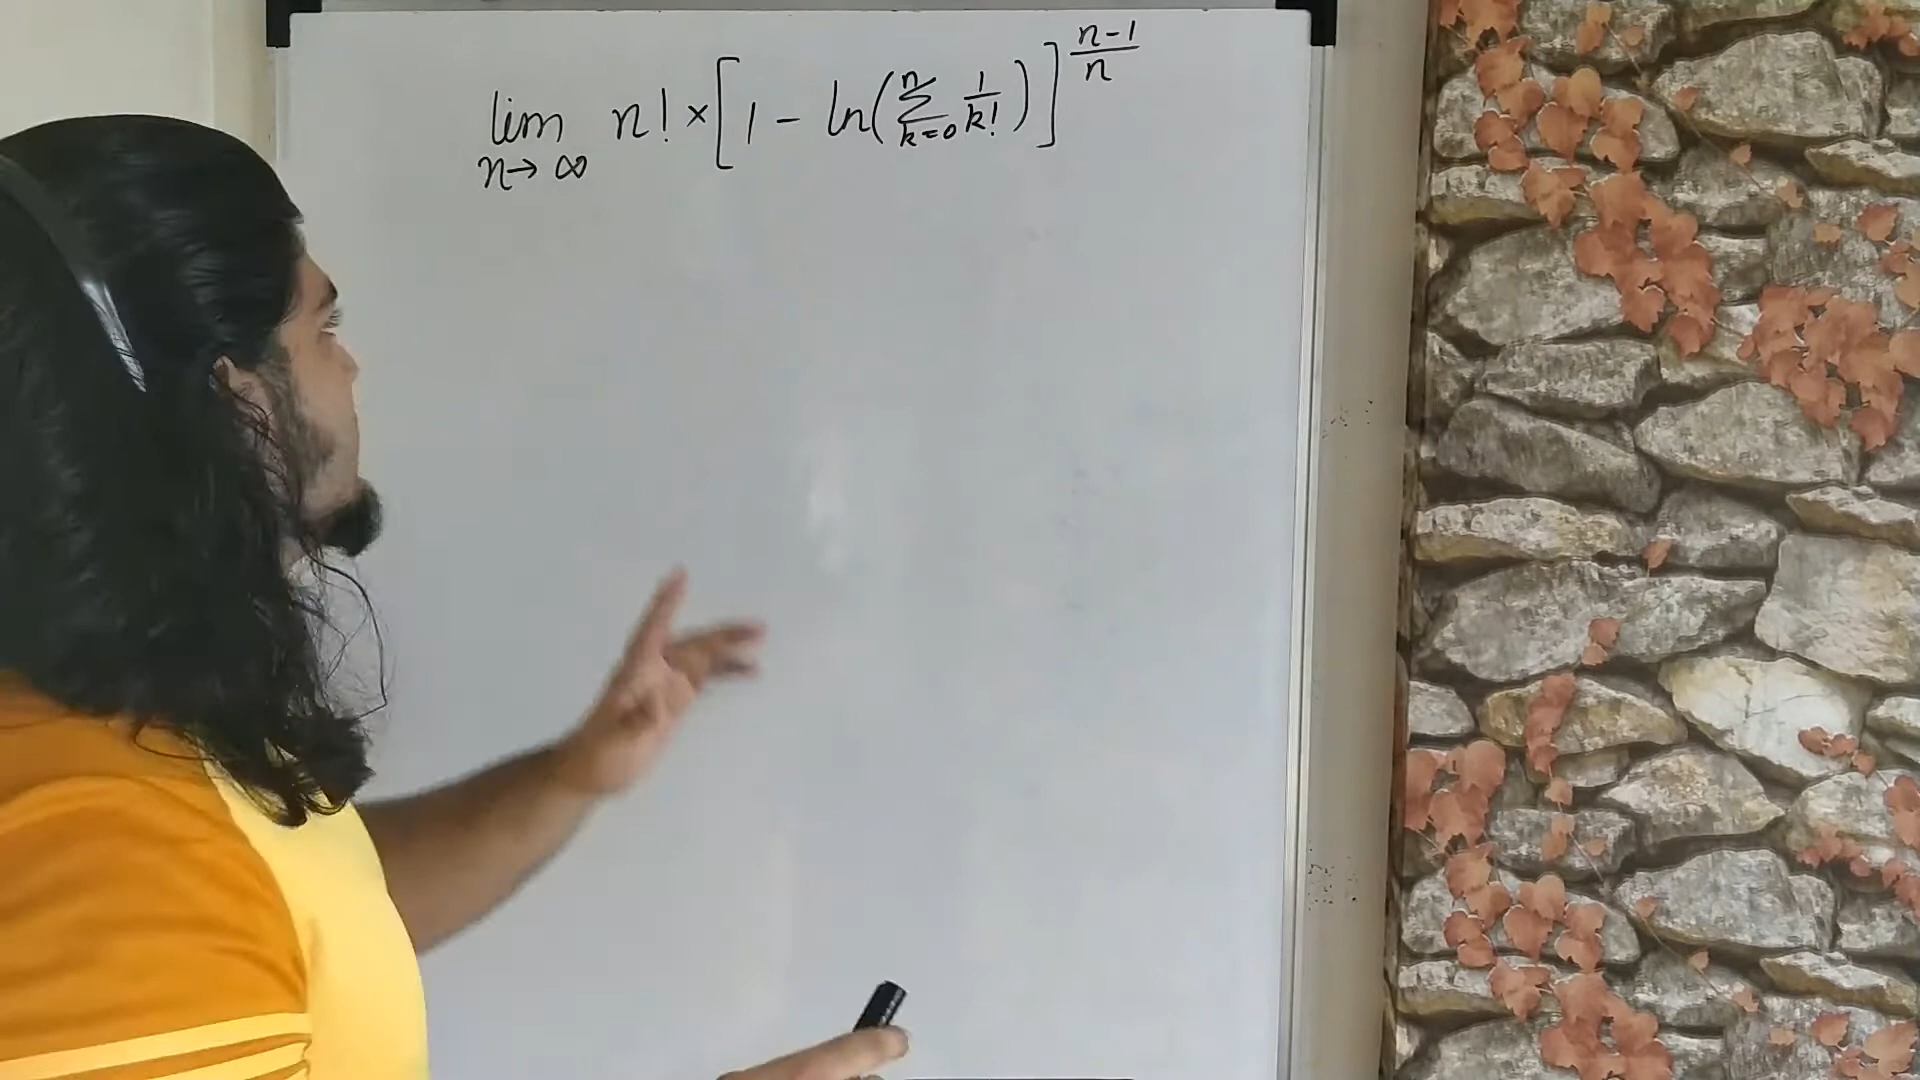 lim n→∞ n! × [1 - ln(∑_{k=0}^{n} 1/k!)]^{(n-1)/n}